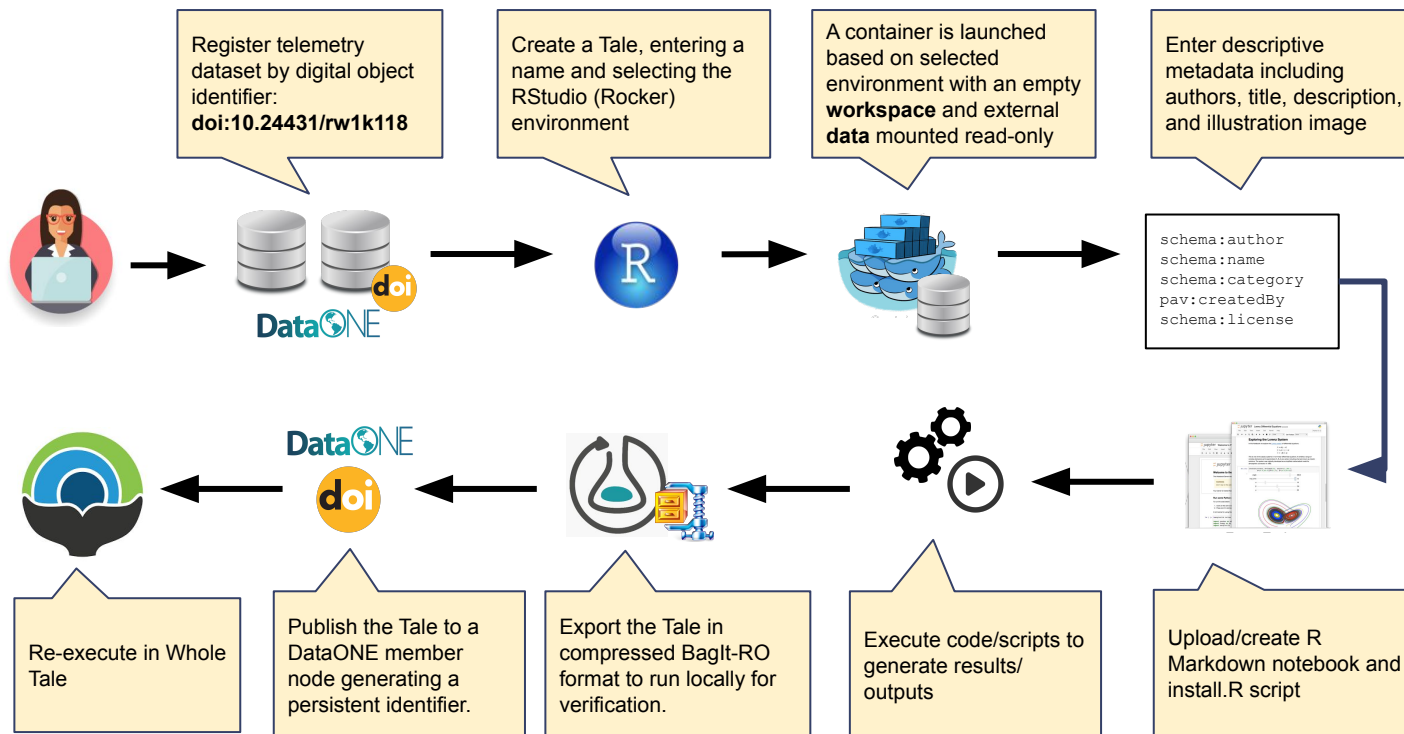 Register telemetry
dataset by digital object
identifier:
doi:10.24431/rw1k118
Create a Tale, entering a
name and selecting the
RStudio (Rocker)
environment
A container is launched
based on selected
environment with an empty
workspace and external
data mounted read-only
Enter descriptive
metadata including
authors, title, description,
and illustration image
doi
DataONE
R
schema:author
schema:name
schema:category
pav:createdBy
schema:license
DataONE
doi
Exploring the Lorenz System
Re-execute in Whole
Tale
Publish the Tale to a
DataONE member
node generating a
persistent identifier.
Export the Tale in
compressed BagIt-RO
format to run locally for
verification.
Execute code/scripts to
generate results/
outputs
Upload/create R
Markdown notebook and
install.R script